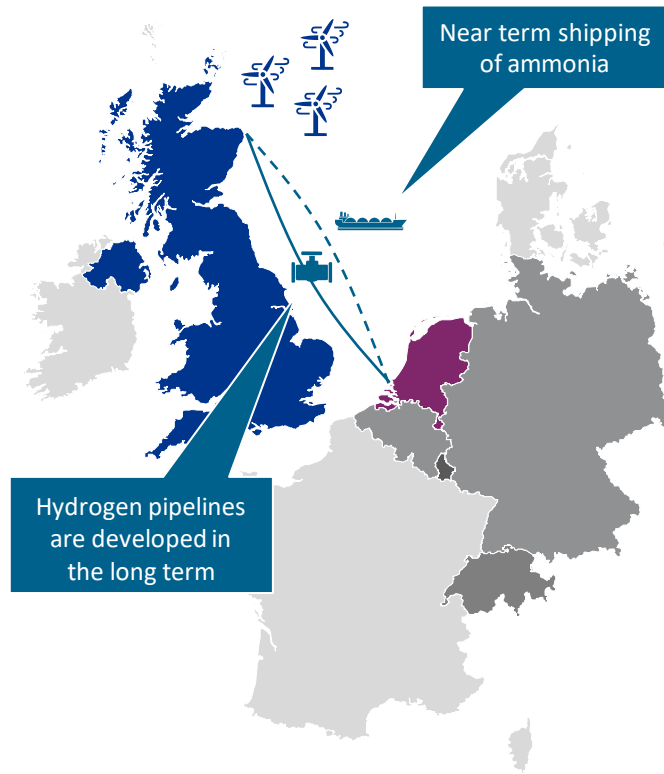 Near term shipping
of ammonia
Hydrogen pipelines
are developed in
the long term